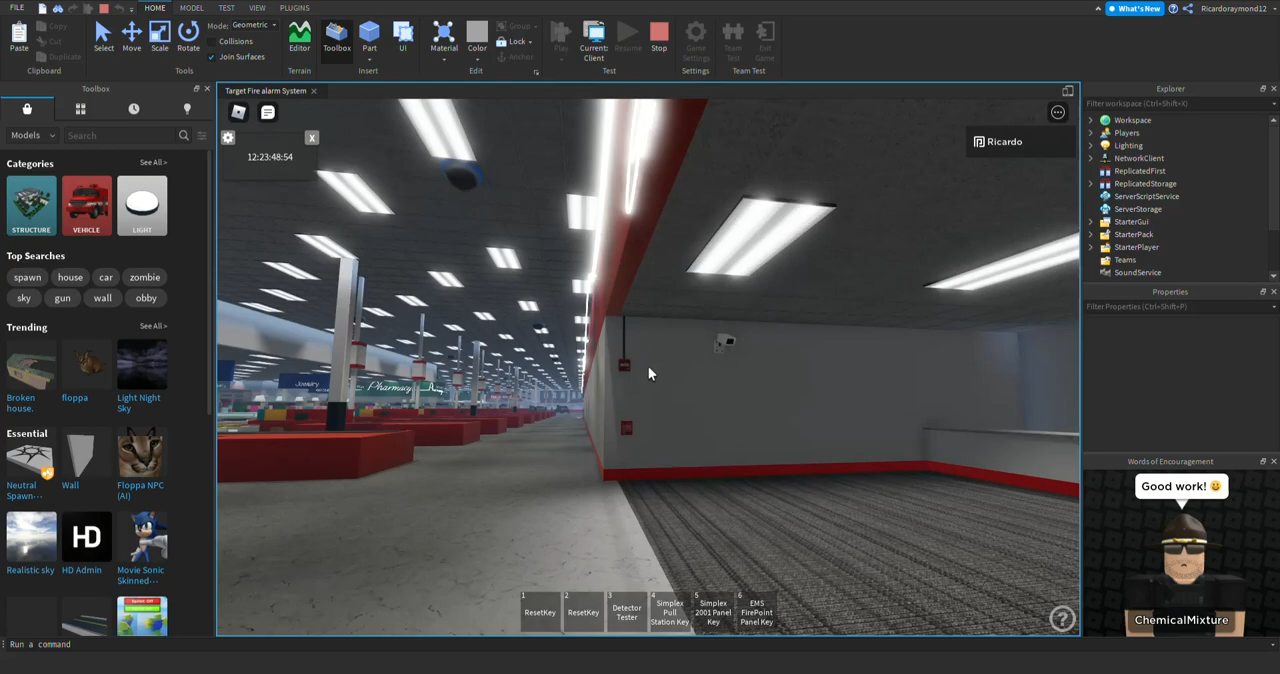 FILE HOME MODEL TEST VIEW PLUGINS What's New Ricardoraymond12
Paste Copy Cut Duplicate Select Move Scale Rotate Mode: Geometric Collisions Join Surfaces Editor Toolbox Part UI Material Color Group Lock Anchor Play Current: Client Resume Stop Game Settings Team Test Exit Game
Clipboard Tools Terrain Insert Edit Test Settings Team Test
Toolbox
Models Search
Categories See All >
STRUCTURE VEHICLE LIGHT
Top Searches
spawn house car zombie
sky gun wall obby
Trending See All >
Broken house. floppa Light Night Sky
Essential See All >
Neutral Spawn··· Wall Floppa NPC (AI)
HD
Realistic sky HD Admin Movie Sonic Skinned···
Target Fire alarm System
X
12:23:48:54
Ricardo
Jewelry Pharmacy
1 ResetKey
2 ResetKey
3 Detector Tester
4 Simplex Pull Station Key
5 Simplex 2001 Panel Key
6 EMS FirePoint Panel Key
?
Explorer
Filter workspace (Ctrl+Shift+X)
Workspace
Players
Lighting
NetworkClient
ReplicatedFirst
ReplicatedStorage
ServerScriptService
ServerStorage
StarterGui
StarterPack
StarterPlayer
Teams
SoundService
Properties
Filter Properties (Ctrl+Shift+P)
Words of Encouragement
Good work! 😃
ChemicalMixture
Run a command